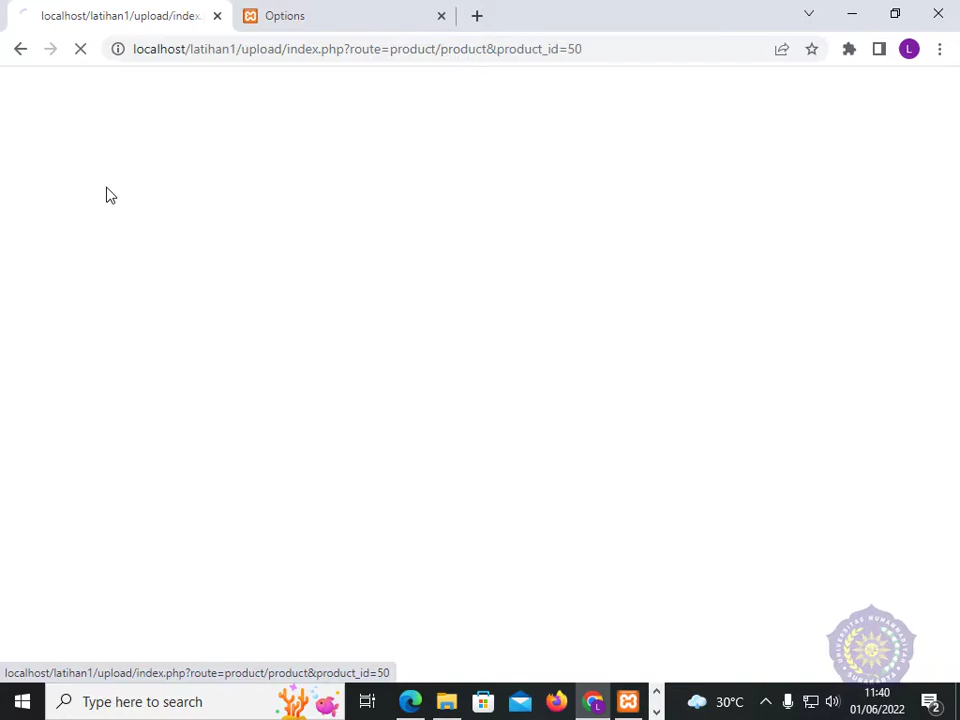 localhost/latihan1/upload/index.
Options
localhost/latihan1/upload/index.php?route=product/product&product_id=50
L
localhost/latihan1/upload/index.php?route=product/product&product_id=50
Type here to search
L
30°C
11:40
01/06/2022
2